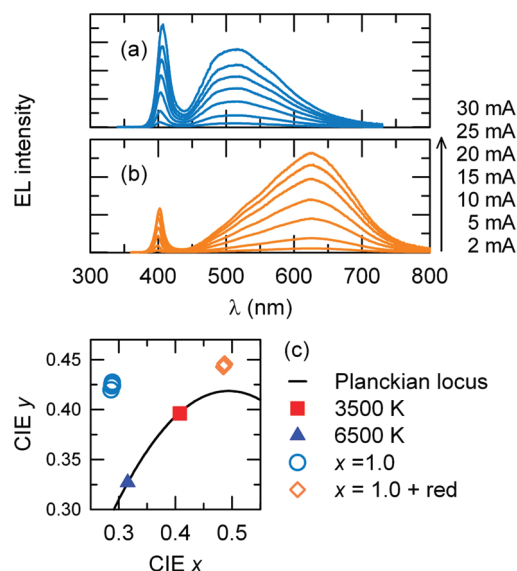 (a)
30 mA
25 mA
20 mA
15 mA
10 mA
5 mA
2 mA
EL intensity
(b)
300 400 500 600 700 800
λ (nm)
(c)
0.45
0.40
0.35
0.30
CIE y
0.3 0.4 0.5
CIE x
Planckian locus
3500 K
6500 K
x =1.0
x = 1.0 + red